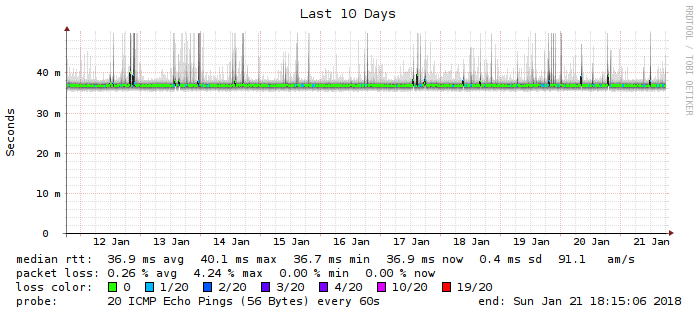 Last 10 Days
RRDTOOL / TOBI OETIKER
Seconds
40 m
30 m
20 m
10 m
0
12 Jan 13 Jan 14 Jan 15 Jan 16 Jan 17 Jan 18 Jan 19 Jan 20 Jan 21 Jan
median rtt: 36.9 ms avg 40.1 ms max 36.7 ms min 36.9 ms now 0.4 ms sd 91.1 am/s
packet loss: 0.26 % avg 4.24 % max 0.00 % min 0.00 % now
loss color: 0 1/20 2/20 3/20 4/20 10/20 19/20
probe: 20 ICMP Echo Pings (56 Bytes) every 60s end: Sun Jan 21 18:15:06 2018